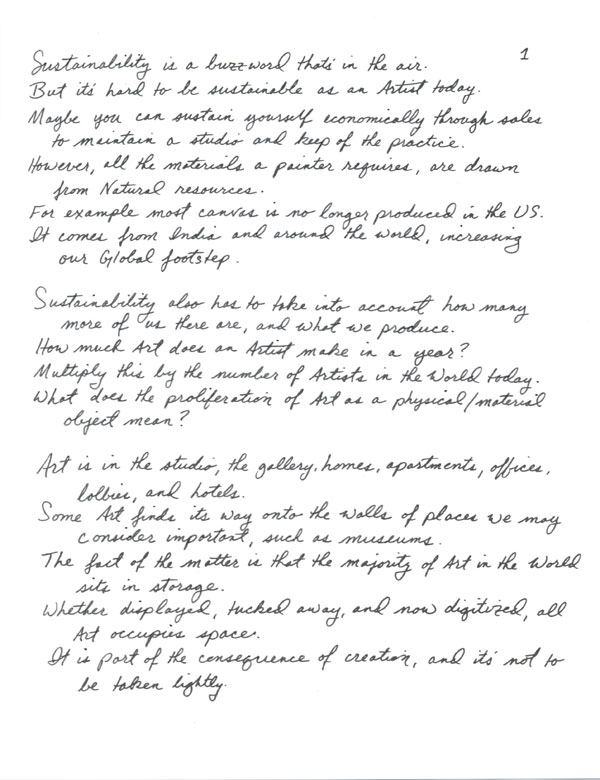 1
Sustainability is a buzzword that's in the air.
But it's hard to be sustainable as an Artist today.
Maybe you can sustain yourself economically through sales
to maintain a studio and keep of the practice.
However, all the materials a painter requires, are drawn
from Natural resources.
For example most canvas is no longer produced in the US.
It comes from India and around the world, increasing
our Global footstep.
Sustainability also has to take into account how many
more of us there are, and what we produce.
How much Art does an Artist make in a year?
Multiply this by the number of Artists in the World today.
What does the proliferation of Art as a physical/material
object mean?
Art is in the studio, the gallery, homes, apartments, offices,
lobbies, and hotels.
Some Art finds its way onto the walls of places we may
consider important, such as museums.
The fact of the matter is that the majority of Art in the World
sits in storage.
Whether displayed, tucked away, and now digitized, all
Art occupies space.
It is part of the consequence of creation, and it's not to
be taken lightly.